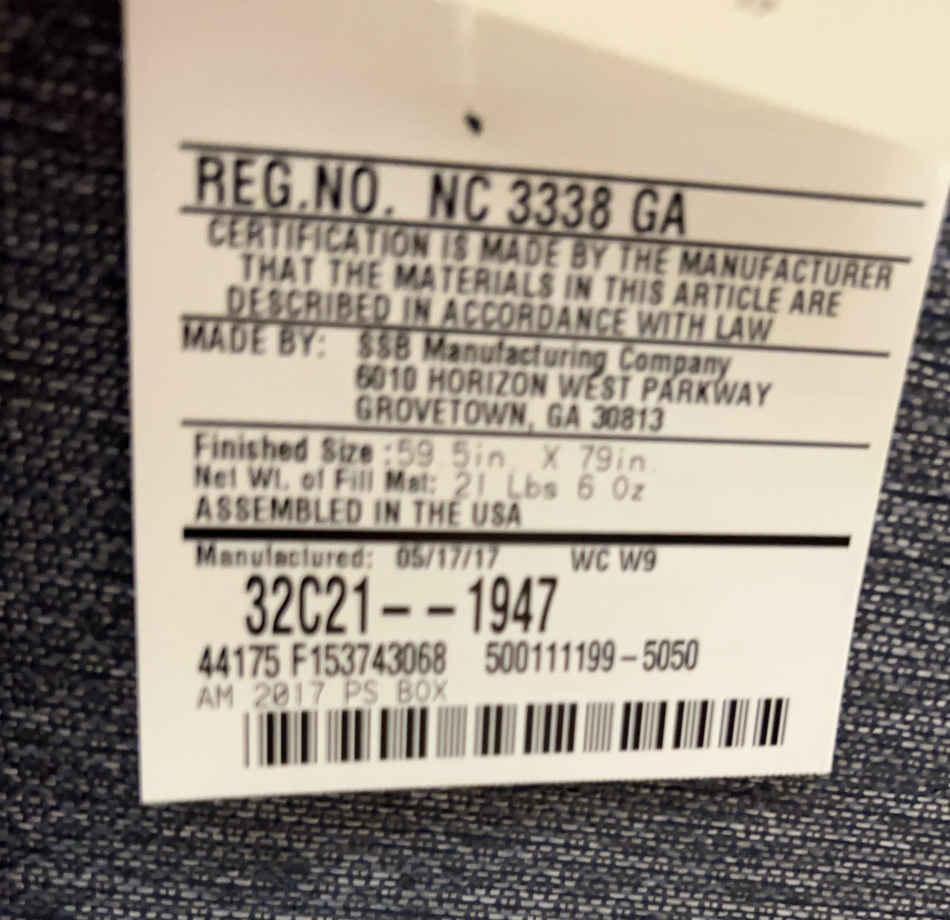 REG.NO. NC 3338 GA
CERTIFICATION IS MADE BY THE MANUFACTURER
THAT THE MATERIALS IN THIS ARTICLE ARE
DESCRIBED IN ACCORDANCE WITH LAW
MADE BY: SSB Manufacturing Company
6010 HORIZON WEST PARKWAY
GROVETOWN, GA 30813
Finished Size :59.5in. X 79in.
Net Wt. of Fill Mat: 21 Lbs 6 Oz
ASSEMBLED IN THE USA
Manufactured: 05/17/17 WC W9
32C21--1947
44175 F153743068 500111199-5050
AM 2017 PS BOX